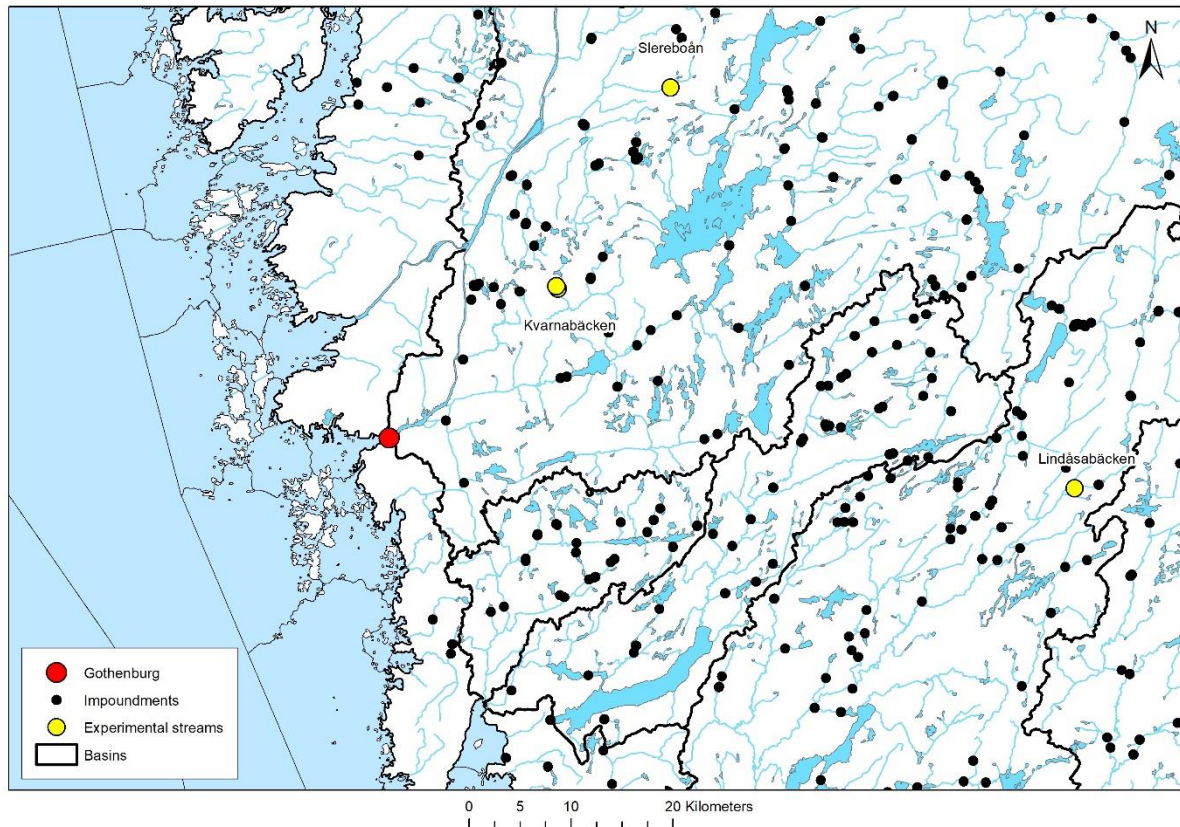 N
Slereboån
Kvarnabäcken
Lindåsabäcken
Gothenburg
Impoundments
Experimental streams
Basins
0 5 10 20 Kilometers